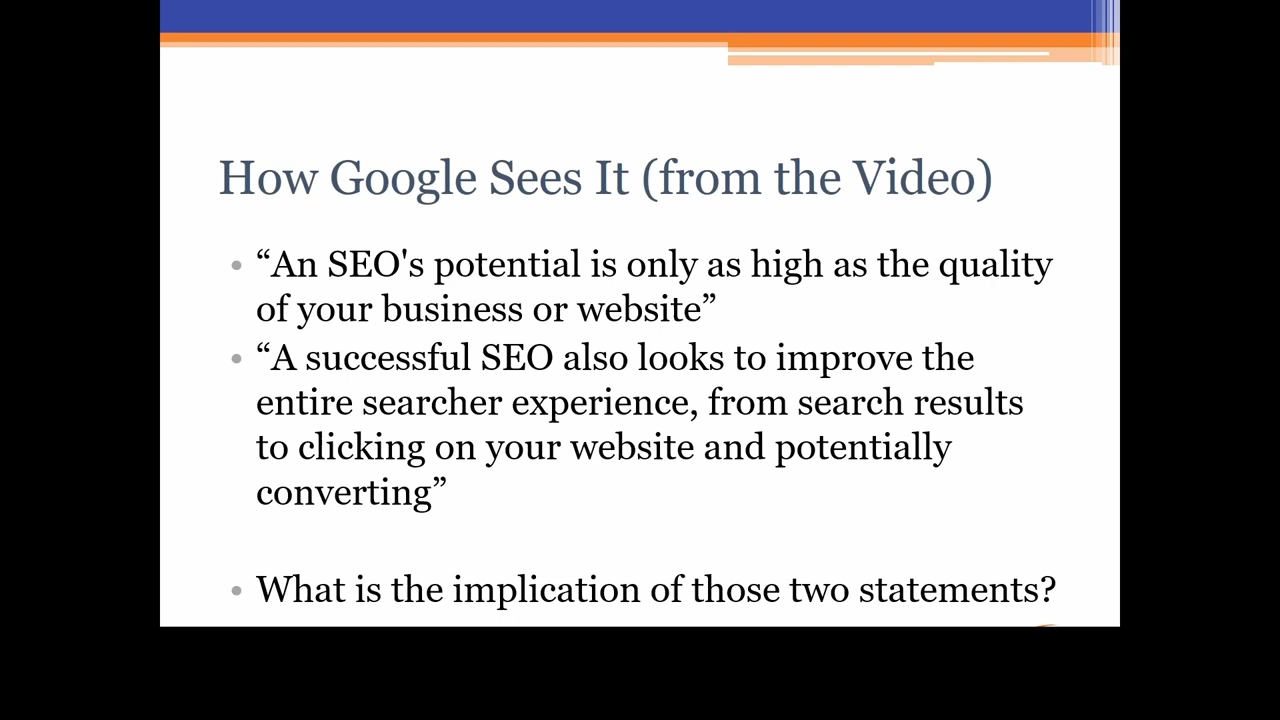 How Google Sees It (from the Video)
• “An SEO's potential is only as high as the quality
of your business or website”
• “A successful SEO also looks to improve the
entire searcher experience, from search results
to clicking on your website and potentially
converting”
• What is the implication of those two statements?